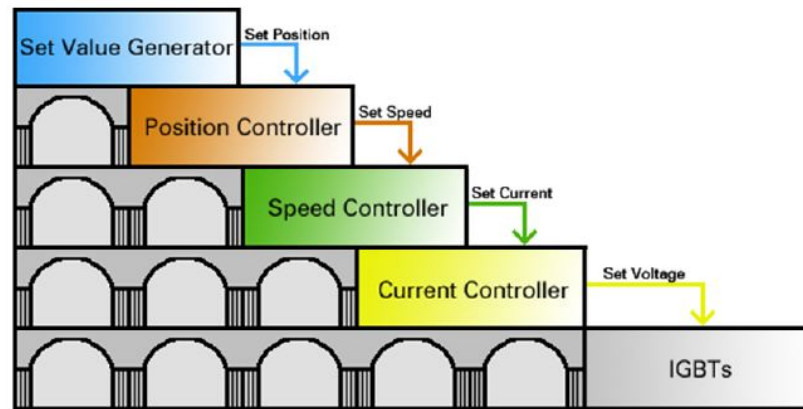 Set Value Generator
Set Position
Position Controller
Set Speed
Speed Controller
Set Current
Current Controller
Set Voltage
IGBTs